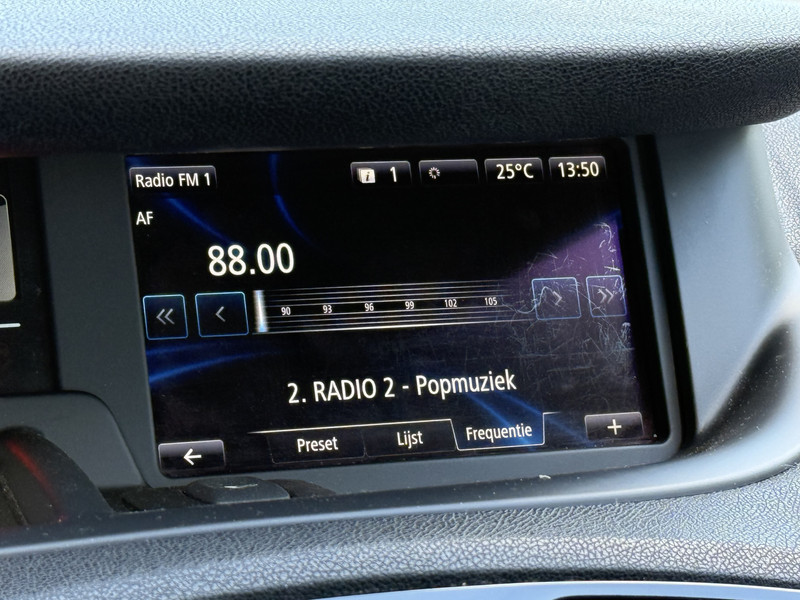 Radio FM 1
i 1
25°C
13:50
AF
88.00
90 93 96 99 102 105
2. RADIO 2 - Popmuziek
Preset
Lijst
Frequentie
+